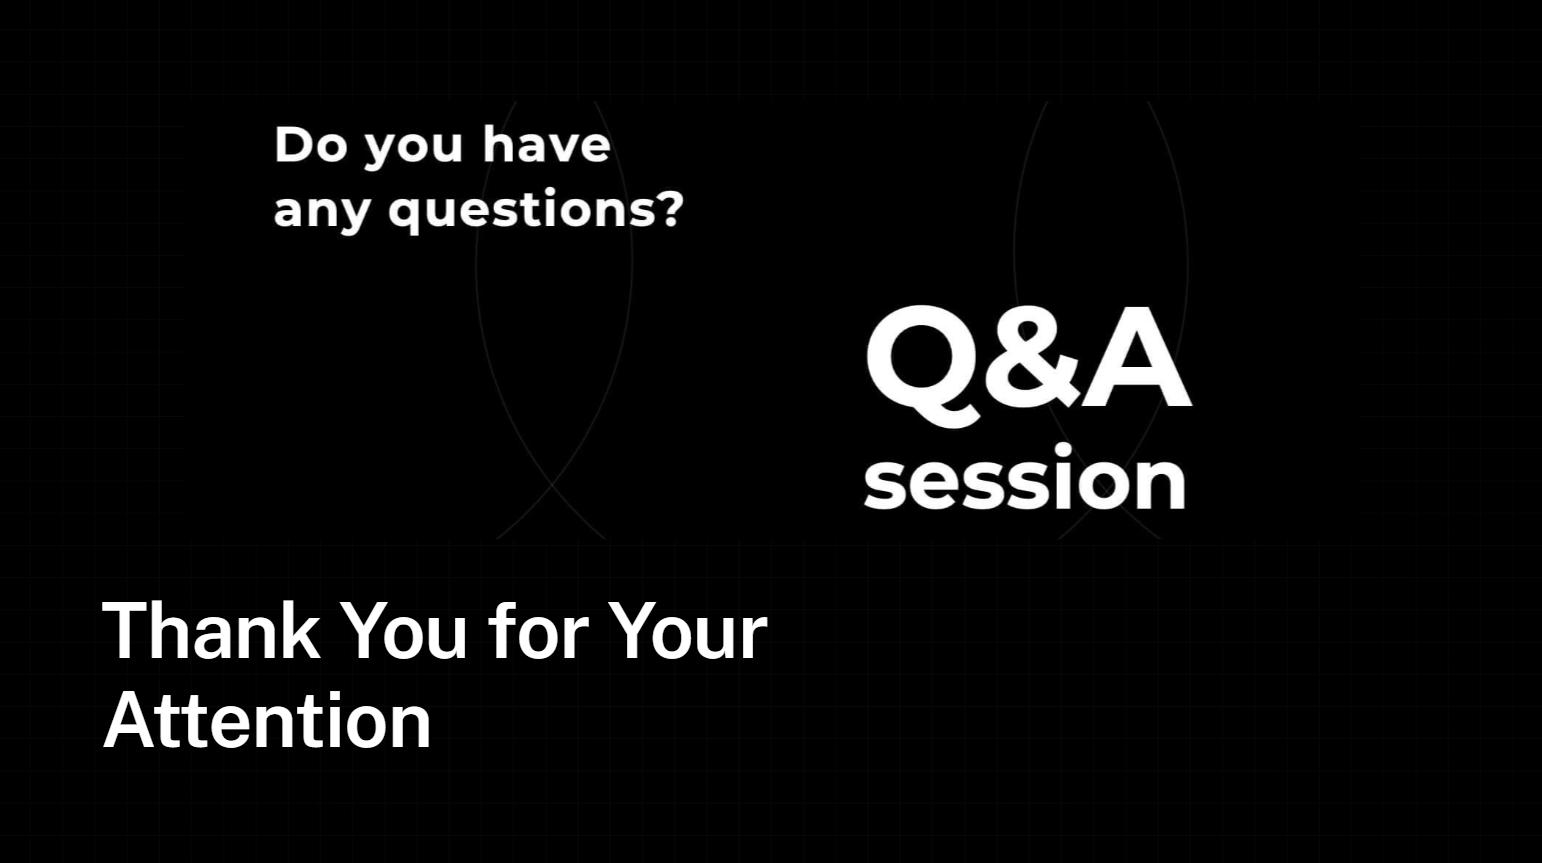 Do you have
any questions?
Q&A
session
Thank You for Your
Attention